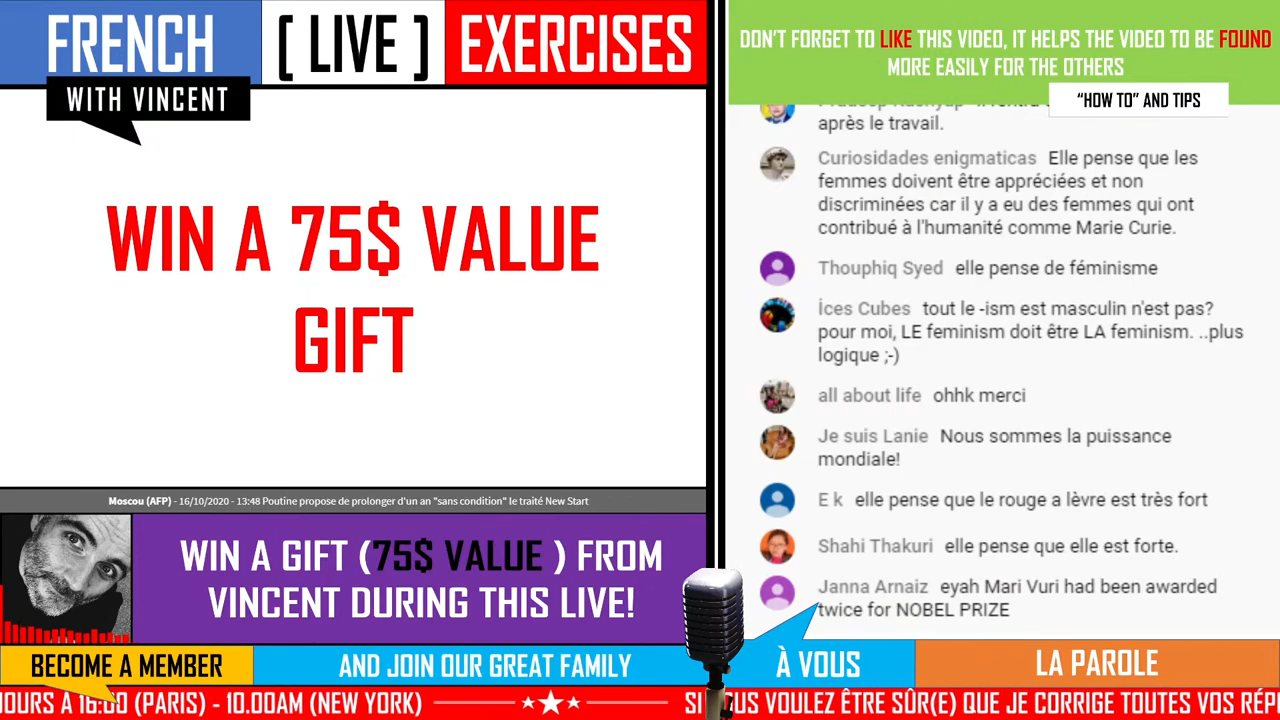 FRENCH
[ LIVE ]
EXERCISES
WITH VINCENT
WIN A 75$ VALUE
GIFT
Moscou (AFP) - 16/10/2020 - 13:48 Poutine propose de prolonger d'un an "sans condition" le traité New Start
WIN A GIFT (75$ VALUE ) FROM
VINCENT DURING THIS LIVE!
BECOME A MEMBER
AND JOIN OUR GREAT FAMILY
DON'T FORGET TO LIKE THIS VIDEO, IT HELPS THE VIDEO TO BE FOUND
MORE EASILY FOR THE OTHERS
"HOW TO" AND TIPS
après le travail.
Curiosidades enigmaticas Elle pense que les
femmes doivent être appréciées et non
discriminées car il y a eu des femmes qui ont
contribué à l'humanité comme Marie Curie.
Thouphiq Syed elle pense de féminisme
İces Cubes tout le -ism est masculin n'est pas?
pour moi, LE feminism doit être LA feminism. ..plus
logique ;-)
all about life ohhk merci
Je suis Lanie Nous sommes la puissance
mondiale!
E k elle pense que le rouge a lèvre est très fort
Shahi Thakuri elle pense que elle est forte.
Janna Arnaiz eyah Mari Vuri had been awarded
twice for NOBEL PRIZE
À VOUS
LA PAROLE
JOURS A 16:00 (PARIS) - 10.00AM (NEW YORK)
VOUS VOULEZ ÊTRE SÛR(E) QUE JE CORRIGE TOUTES VOS RÉP